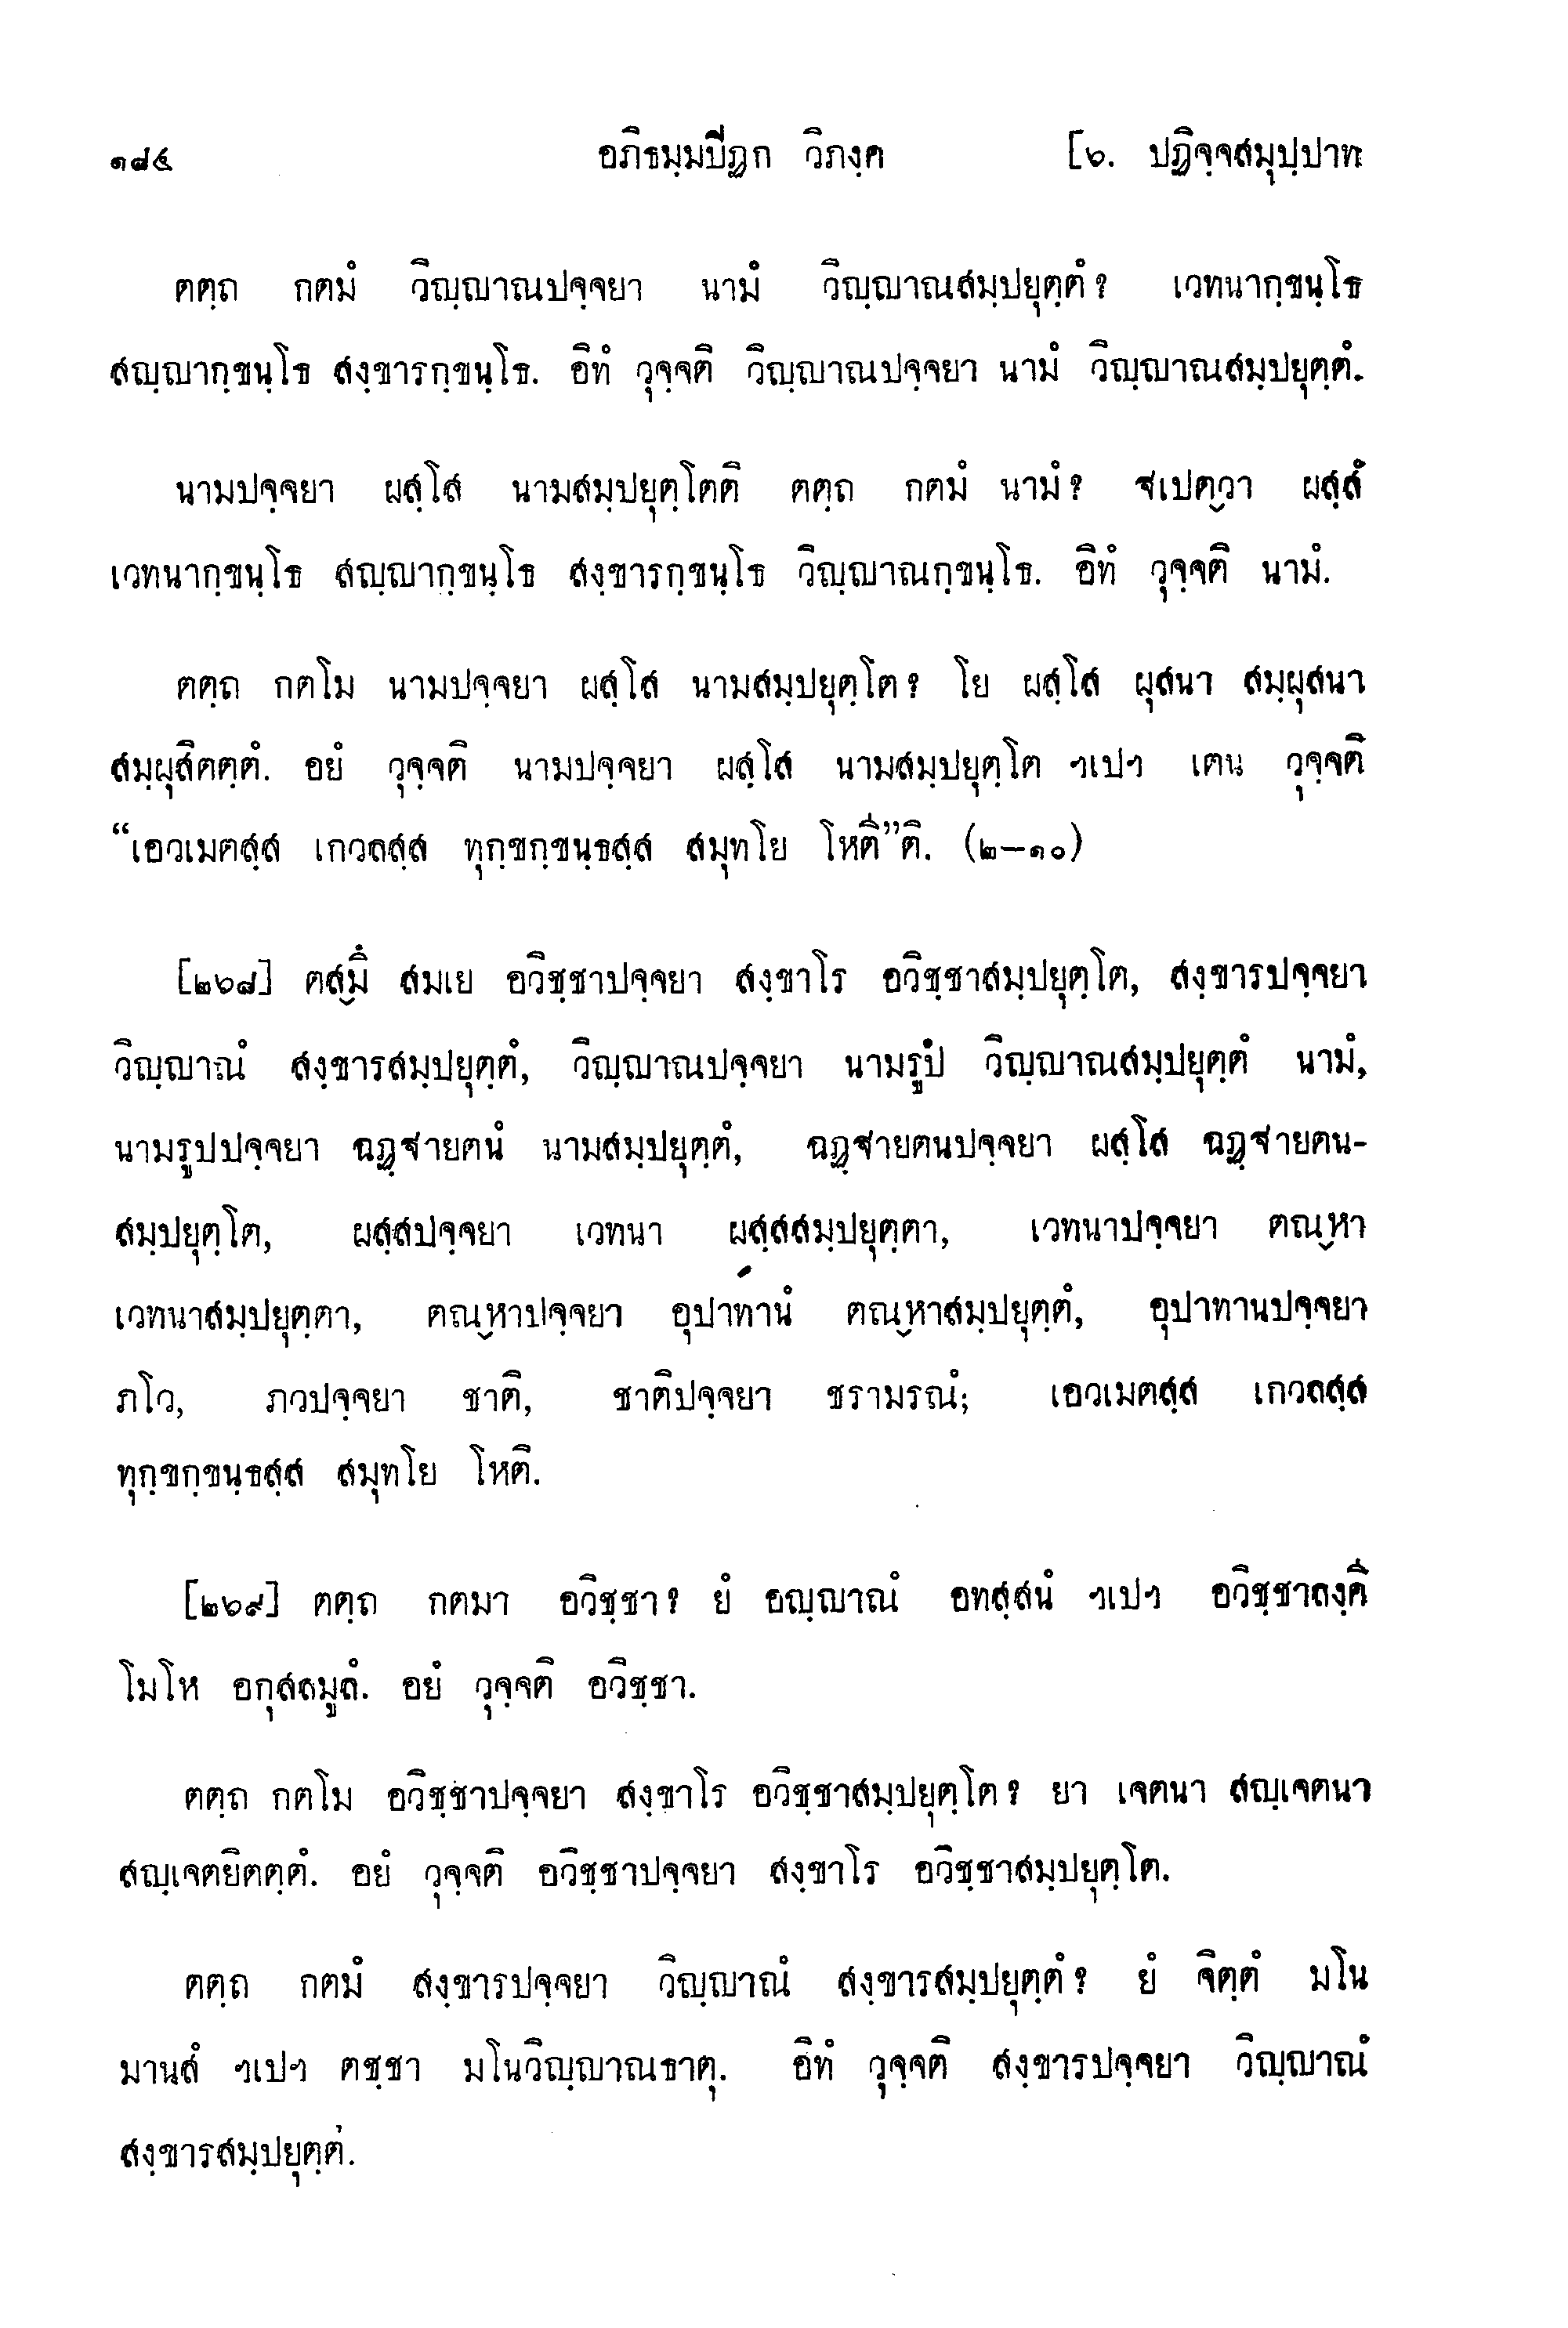 ๑๘๔ อภิธมฺมปิฏก วิภงฺค [๖. ปฏิจฺจสมุปฺปาท
ตตฺถ กตมํ วิญฺญาณปจฺจยา นามํ วิญฺญาณสมฺปยุตฺตํ? เวทนากฺขนฺโธ
สญฺญากฺขนฺโธ สงฺขารกฺขนฺโธ. อิทํ วุจฺจติ วิญฺญาณปจฺจยา นามํ วิญฺญาณสมฺปยุตฺตํ.
นามปจฺจยา ผสฺโส นามสมฺปยุตฺโตติ ตตฺถ กตมํ นามํ? ฐเปตฺวา ผสฺสํ
เวทนากฺขนฺโธ สญฺญากฺขนฺโธ สงฺขารกฺขนฺโธ วิญฺญาณกฺขนฺโธ. อิทํ วุจฺจติ นามํ.
ตตฺถ กตโม นามปจฺจยา ผสฺโส นามสมฺปยุตฺโต? โย ผสฺโส ผุสนา สมฺผุสนา
สมฺผุสิตตฺตํ. อยํ วุจฺจติ นามปจฺจยา ผสฺโส นามสมฺปยุตฺโต ฯเปฯ เตน วุจฺจติ
“เอวเมตสฺส เกวลสฺส ทุกฺขกฺขนฺธสฺส สมุทโย โหตี”ติ. (๒–๑๐)
[๒๖๘] ตสฺมึ สมเย อวิชฺชาปจฺจยา สงฺขาโร อวิชฺชาสมฺปยุตฺโต, สงฺขารปจฺจยา
วิญฺญาณํ สงฺขารสมฺปยุตฺตํ, วิญฺญาณปจฺจยา นามรูปํ วิญฺญาณสมฺปยุตฺตํ นามํ,
นามรูปปจฺจยา ฉฏฺฐายตนํ นามสมฺปยุตฺตํ, ฉฏฺฐายตนปจฺจยา ผสฺโส ฉฏฺฐายตน-
สมฺปยุตฺโต, ผสฺสปจฺจยา เวทนา ผสฺสสมฺปยุตฺตา, เวทนาปจฺจยา ตณฺหา
เวทนาสมฺปยุตฺตา, ตณฺหาปจฺจยา อุปาทานํ ตณฺหาสมฺปยุตฺตํ, อุปาทานปจฺจยา
ภโว, ภวปจฺจยา ชาติ, ชาติปจฺจยา ชรามรณํ; เอวเมตสฺส เกวลสฺส
ทุกฺขกฺขนฺธสฺส สมุทโย โหติ.
[๒๖๙] ตตฺถ กตมา อวิชฺชา? ยํ อญฺญาณํ อทสฺสนํ ฯเปฯ อวิชฺชาลงฺคี
โมโห อกุสลมูลํ. อยํ วุจฺจติ อวิชฺชา.
ตตฺถ กตโม อวิชฺชาปจฺจยา สงฺขาโร อวิชฺชาสมฺปยุตฺโต? ยา เจตนา สญฺเจตนา
สญฺเจตยิตตฺตํ. อยํ วุจฺจติ อวิชฺชาปจฺจยา สงฺขาโร อวิชฺชาสมฺปยุตฺโต.
ตตฺถ กตมํ สงฺขารปจฺจยา วิญฺญาณํ สงฺขารสมฺปยุตฺตํ? ยํ จิตฺตํ มโน
มานสํ ฯเปฯ ตชฺชา มโนวิญฺญาณธาตุ. อิทํ วุจฺจติ สงฺขารปจฺจยา วิญฺญาณํ
สงฺขารสมฺปยุตฺตํ.